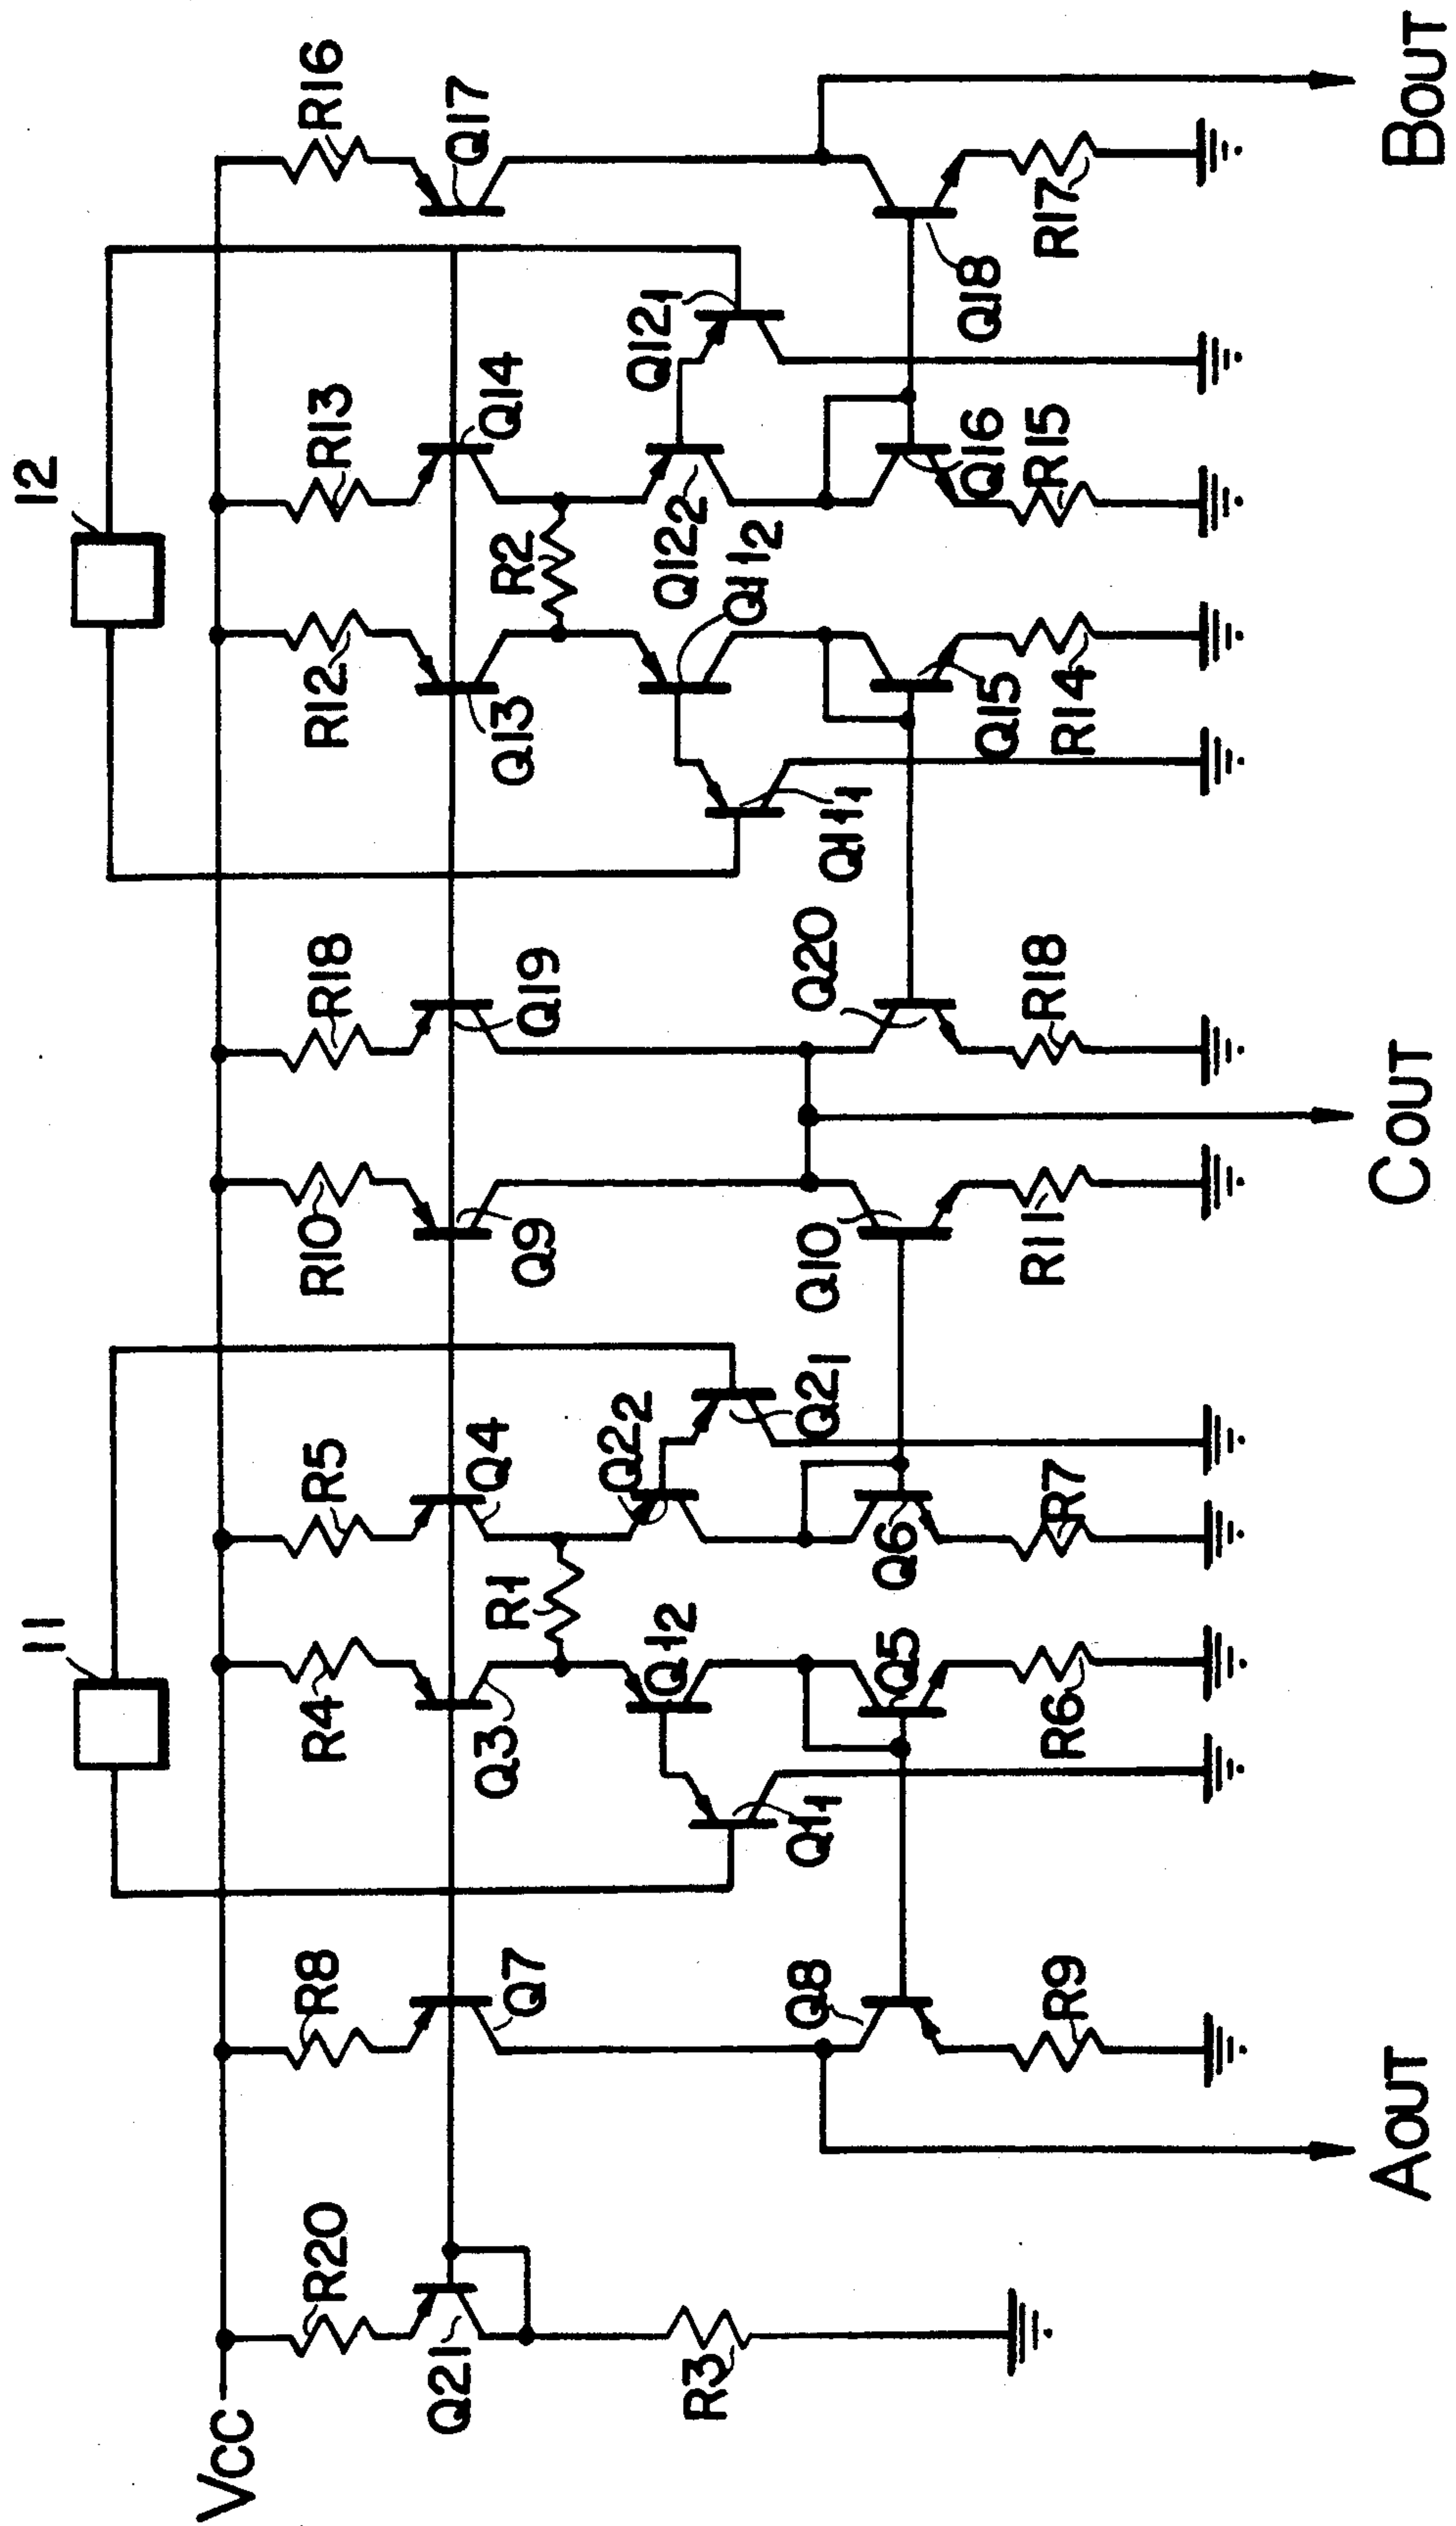 11
12
VCC
R20
R8
R4
R5
R10
R18
R12
R13
R16
Q21
Q7
Q3
Q4
Q9
Q19
Q13
Q14
Q17
R1
R2
Q1₂
Q2₂
Q11₂
Q12₂
Q12₁
R3
Q1₁
Q2₁
Q11₁
Q8
Q10
Q20
Q5
Q6
Q15
Q16
Q18
R9
R6
R7
R11
R18
R14
R15
R17
AOUT
COUT
BOUT